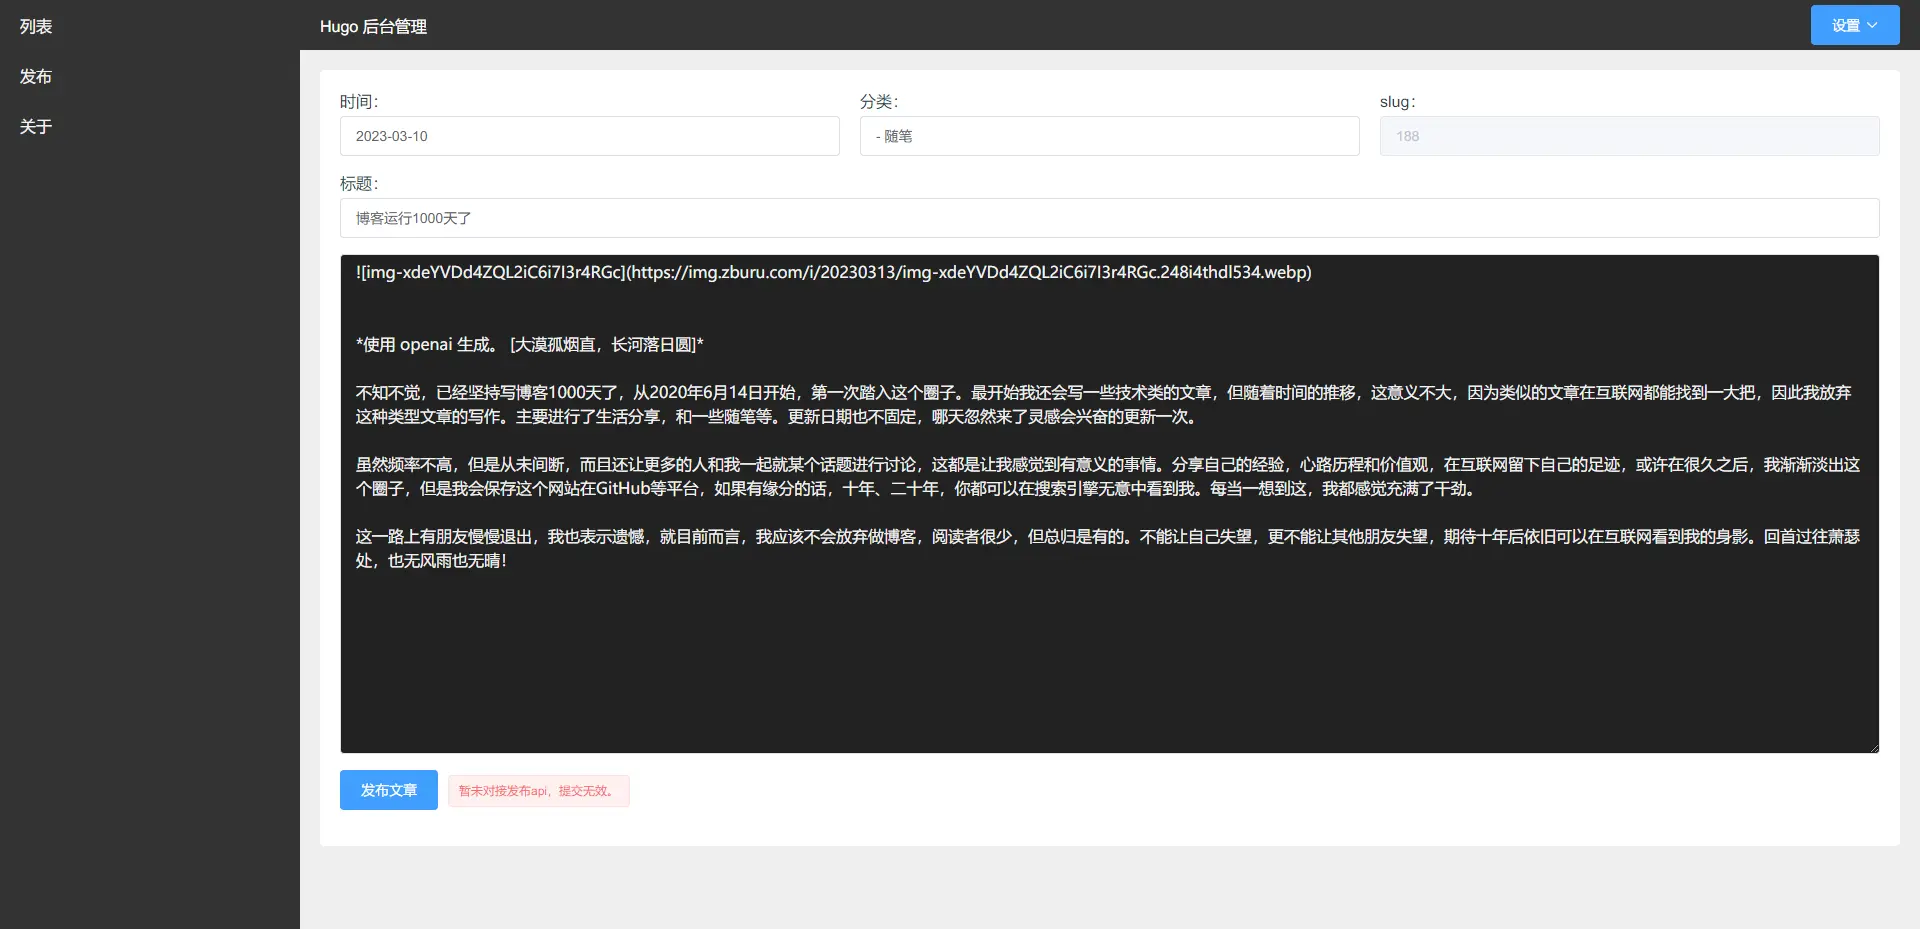 列表
发布
关于
Hugo 后台管理
设置
时间：
2023-03-10
分类：
- 随笔
slug：
188
标题：
博客运行1000天了
![img-xdeYVDd4ZQL2iC6i7I3r4RGc](https://img.zburu.com/i/20230313/img-xdeYVDd4ZQL2iC6i7I3r4RGc.248i4thdl534.webp)
*使用 openai 生成。 [大漠孤烟直，长河落日圆]*
不知不觉，已经坚持写博客1000天了，从2020年6月14日开始，第一次踏入这个圈子。最开始我还会写一些技术类的文章，但随着时间的推移，这意义不大，因为类似的文章在互联网都能找到一大把，因此我放弃
这种类型文章的写作。主要进行了生活分享，和一些随笔等。更新日期也不固定，哪天忽然来了灵感会兴奋的更新一次。
虽然频率不高，但是从未间断，而且还让更多的人和我一起就某个话题进行讨论，这都是让我感觉到有意义的事情。分享自己的经验，心路历程和价值观，在互联网留下自己的足迹，或许在很久之后，我渐渐淡出这
个圈子，但是我会保存这个网站在GitHub等平台，如果有缘分的话，十年、二十年，你都可以在搜索引擎无意中看到我。每当一想到这，我都感觉充满了干劲。
这一路上有朋友慢慢退出，我也表示遗憾，就目前而言，我应该不会放弃做博客，阅读者很少，但总归是有的。不能让自己失望，更不能让其他朋友失望，期待十年后依旧可以在互联网看到我的身影。回首过往萧瑟
处，也无风雨也无晴！
发布文章
暂未对接发布api，提交无效。